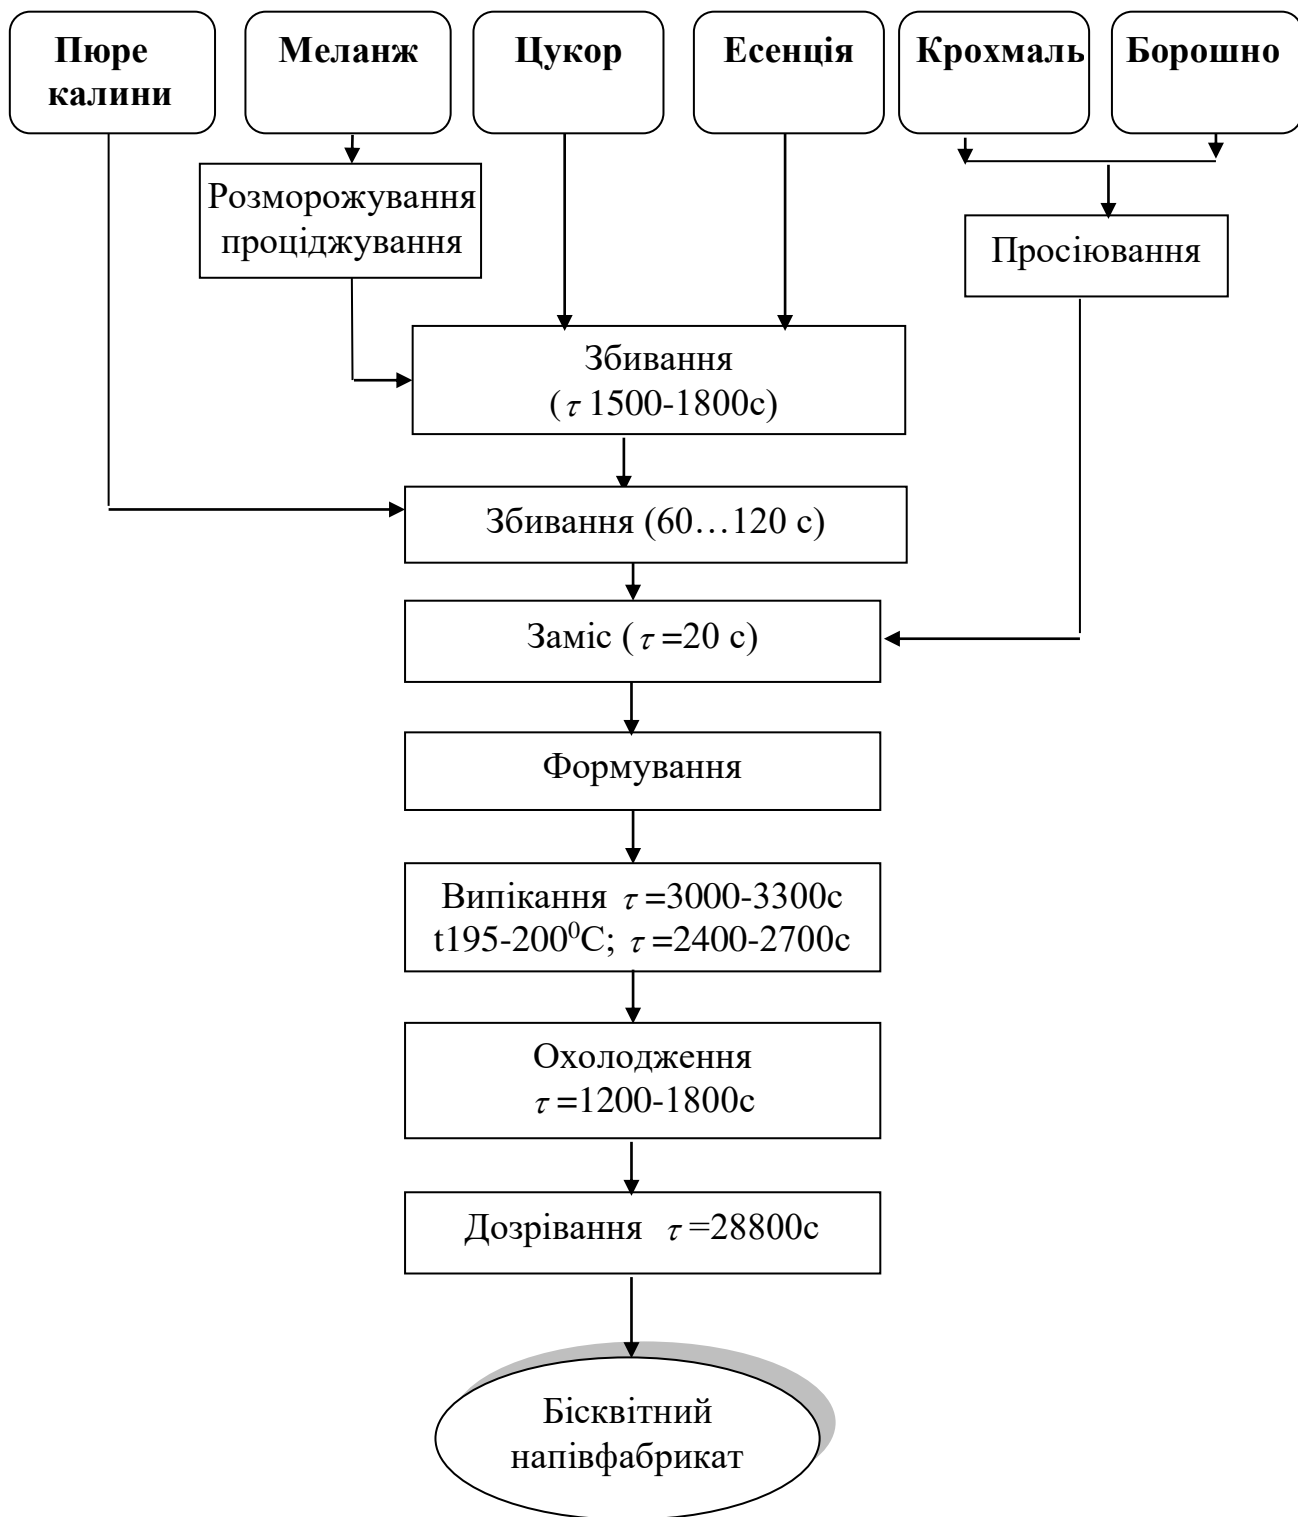 Пюре
калини
Меланж
Цукор
Есенція
Крохмаль
Борошно
Розморожування
проціджування
Просіювання
Збивання
(τ 1500-1800с)
Збивання (60…120 с)
Заміс (τ =20 с)
Формування
Випікання τ =3000-3300с
t195-200⁰С; τ =2400-2700с
Охолодження
τ =1200-1800с
Дозрівання τ =28800с
Бісквітний
напівфабрикат